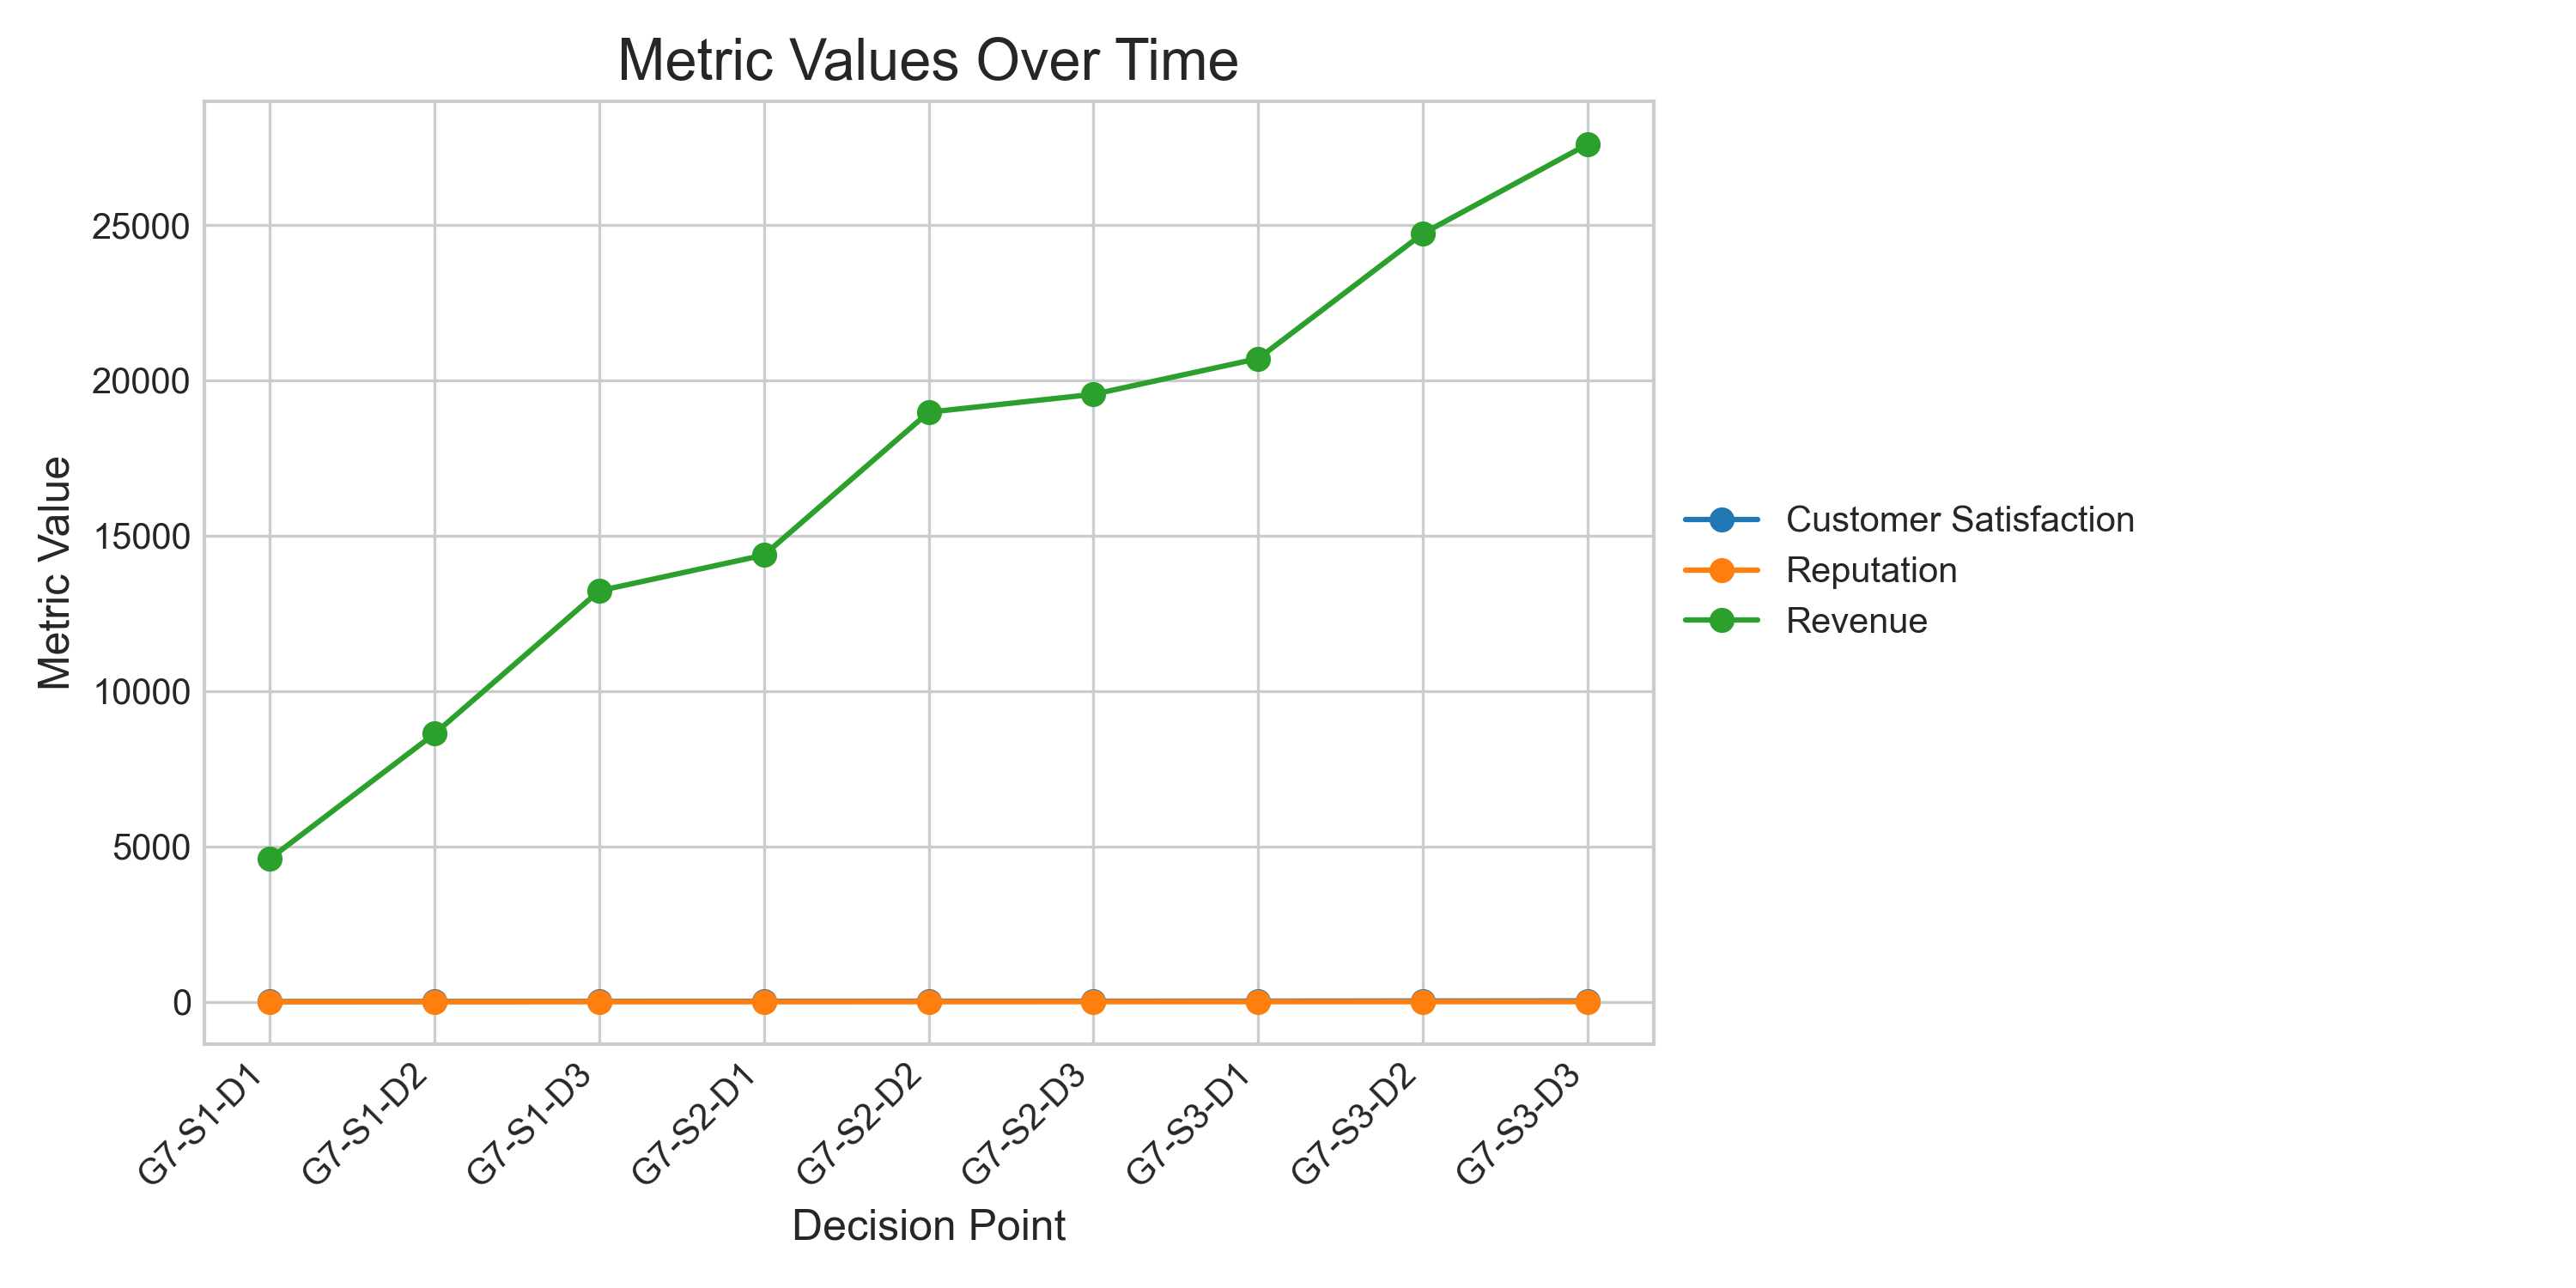 Metric Values Over Time
Metric Value
25000
20000
15000
10000
5000
0
G7-S1-D1
G7-S1-D2
G7-S1-D3
G7-S2-D1
G7-S2-D2
G7-S2-D3
G7-S3-D1
G7-S3-D2
G7-S3-D3
Decision Point
Customer Satisfaction
Reputation
Revenue